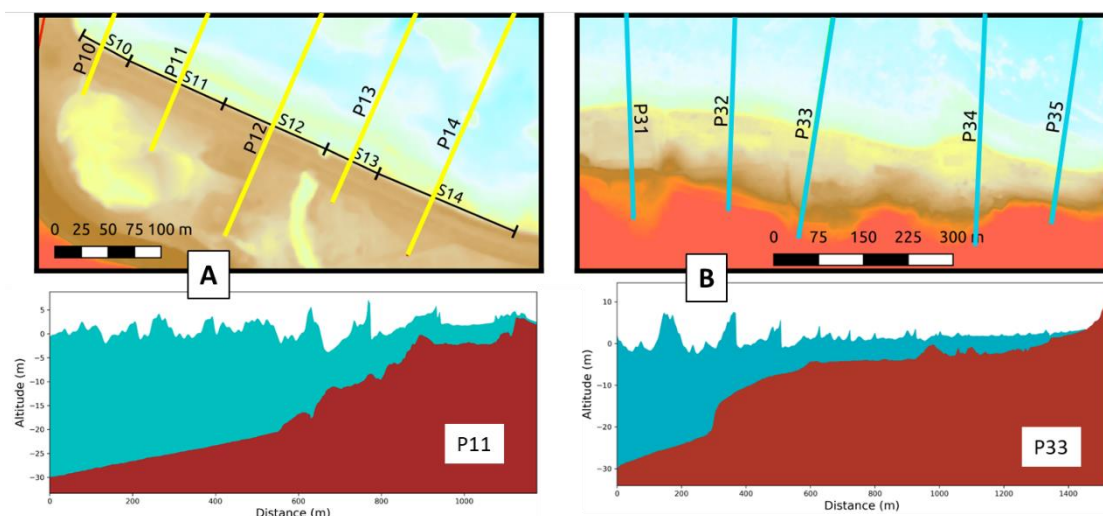 P10
S10
P11
S11
P12
S12
P13
S13
P14
S14
0 25 50 75 100 m
A
P31
P32
P33
P34
P35
0 75 150 225 300 m
B
Altitude (m)
5
0
−5
−10
−15
−20
−25
−30
P11
0 200 400 600 800 1000
Distance (m)
Altitude (m)
10
0
−10
−20
−30
P33
0 200 400 600 800 1000 1200 1400
Distance (m)